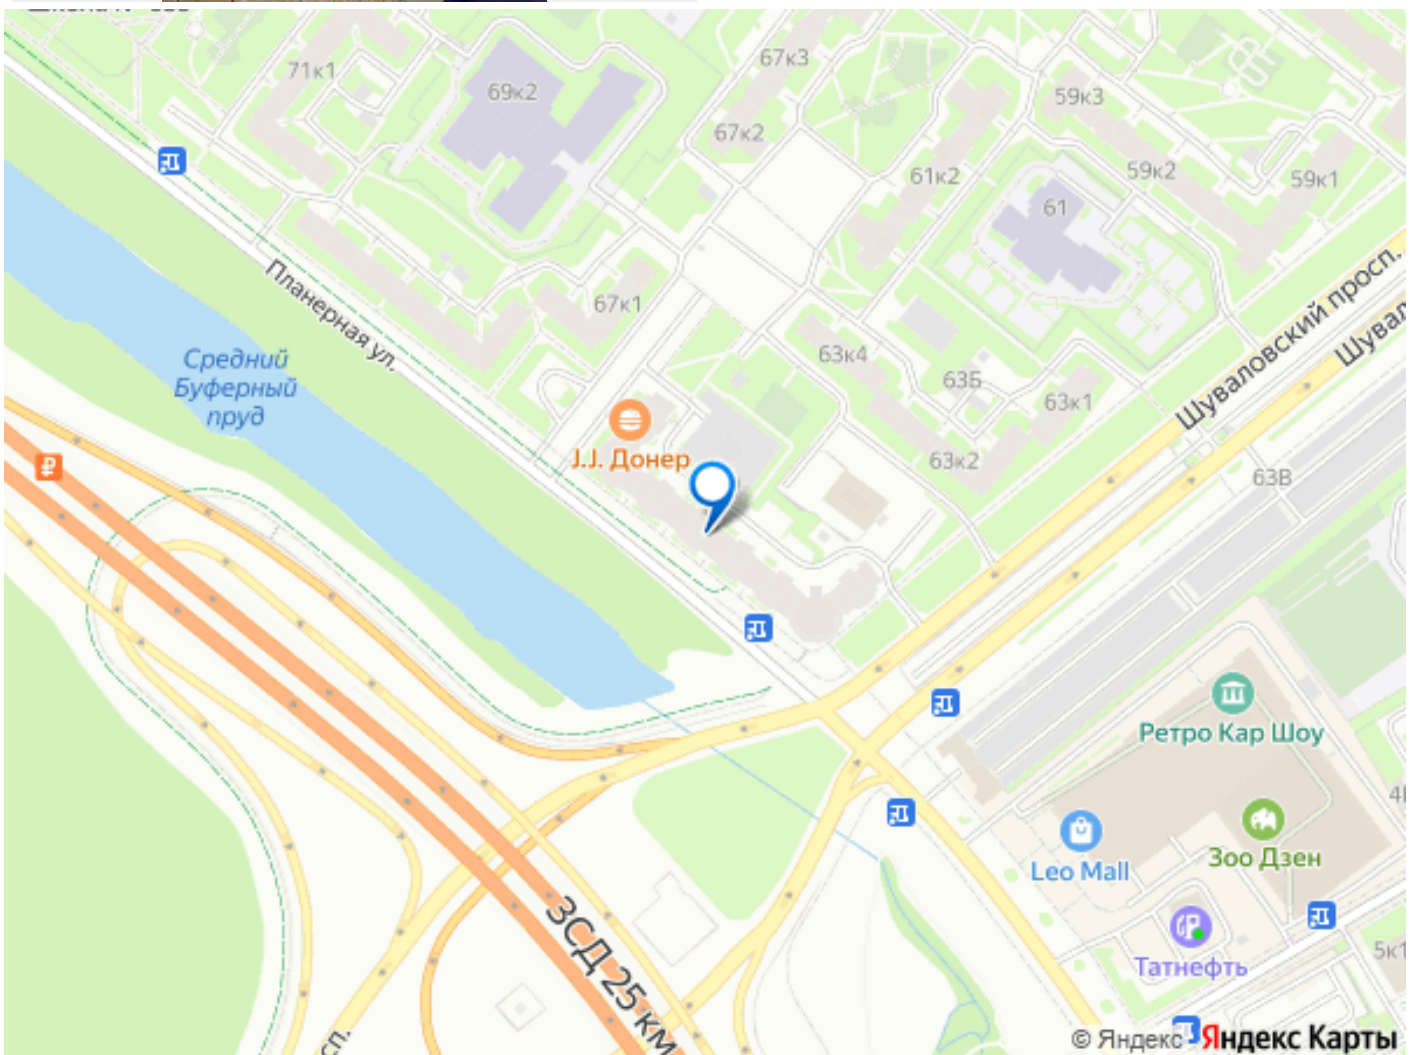 71к1
69к2
67к3
67к2
59к3
59к2
59к1
61к2
61
Планерная ул.
67к1
Средний
Буферный
пруд
63к4
63Б
63к1
63к2
Шуваловский просп.
J.J. Донер
63В
Ретро Кар Шоу
Leo Mall
Зоо Дзен
Татнефть
5к1
ЗСД 25 км
© Яндекс Яндекс Карты